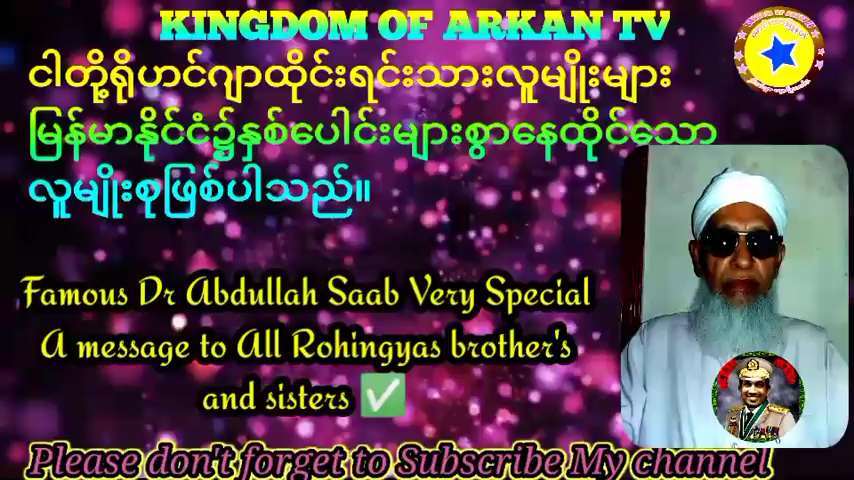 KINGDOM OF ARKAN TV
ငါတို့ရိုဟင်ဂျာထိုင်းရင်းသားလူမျိုးများ
မြန်မာနိုင်ငံ၌နှစ်ပေါင်းများစွာနေထိုင်သော
လူမျိုးစုဖြစ်ပါသည်။
Famous Dr Abdullah Saab Very Special
A message to All Rohingyas brother's
and sisters ✅
Please don't forget to Subscribe My channel